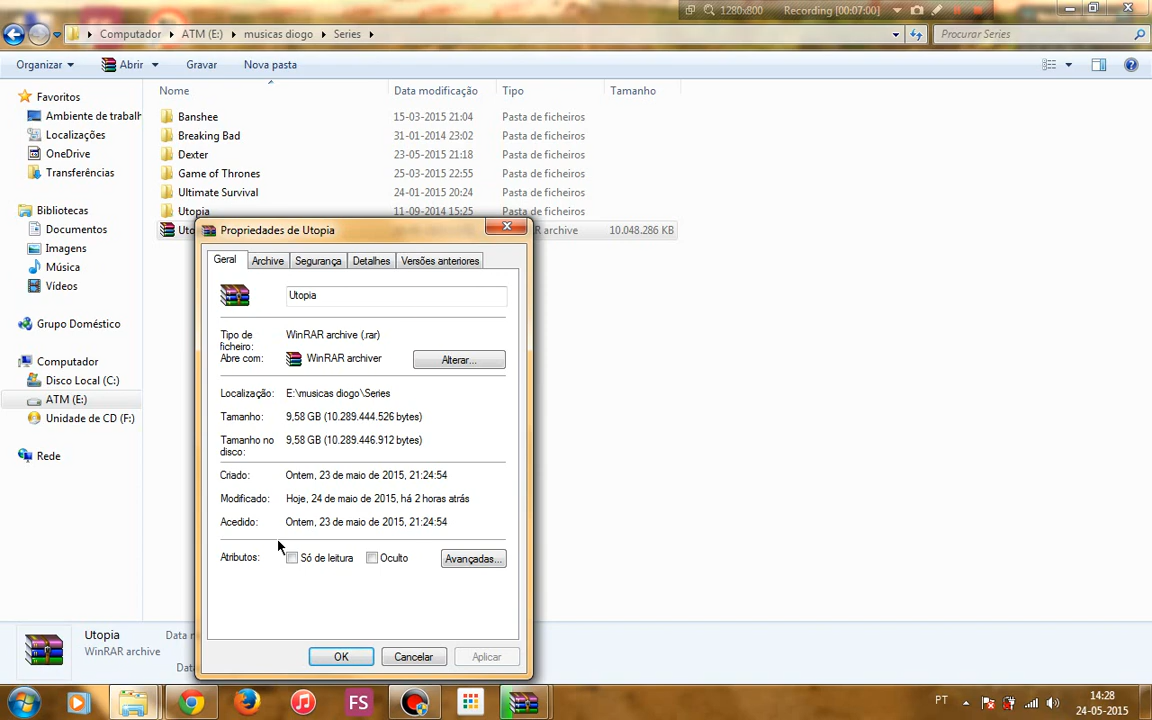 1280x800 Recording [00:07:00]
Computador ATM (E:) musicas diogo Series Procurar Series
Organizar Abrir Gravar Nova pasta
Nome Data modificação Tipo Tamanho
Favoritos
Ambiente de trabalh
Localizações
OneDrive
Transferências
Bibliotecas
Documentos
Imagens
Música
Vídeos
Grupo Doméstico
Computador
Disco Local (C:)
ATM (E:)
Unidade de CD (F:)
Rede
Banshee 15-03-2015 21:04 Pasta de ficheiros
Breaking Bad 31-01-2014 23:02 Pasta de ficheiros
Dexter 23-05-2015 21:18 Pasta de ficheiros
Game of Thrones 25-03-2015 22:55 Pasta de ficheiros
Ultimate Survival 24-01-2015 20:24 Pasta de ficheiros
Utopia 11-09-2014 15:25 Pasta de ficheiros
Uto R archive 10.048.286 KB
Propriedades de Utopia
Geral Archive Segurança Detalhes Versões anteriores
Utopia
Tipo de ficheiro: WinRAR archive (.rar)
Abre com: WinRAR archiver Alterar...
Localização: E:\musicas diogo\Series
Tamanho: 9,58 GB (10.289.444.526 bytes)
Tamanho no disco: 9,58 GB (10.289.446.912 bytes)
Criado: Ontem, 23 de maio de 2015, 21:24:54
Modificado: Hoje, 24 de maio de 2015, há 2 horas atrás
Acedido: Ontem, 23 de maio de 2015, 21:24:54
Atributos: Só de leitura Oculto Avançadas...
OK Cancelar Aplicar
Utopia Data n
WinRAR archive
Data
FS
PT 14:28
24-05-2015